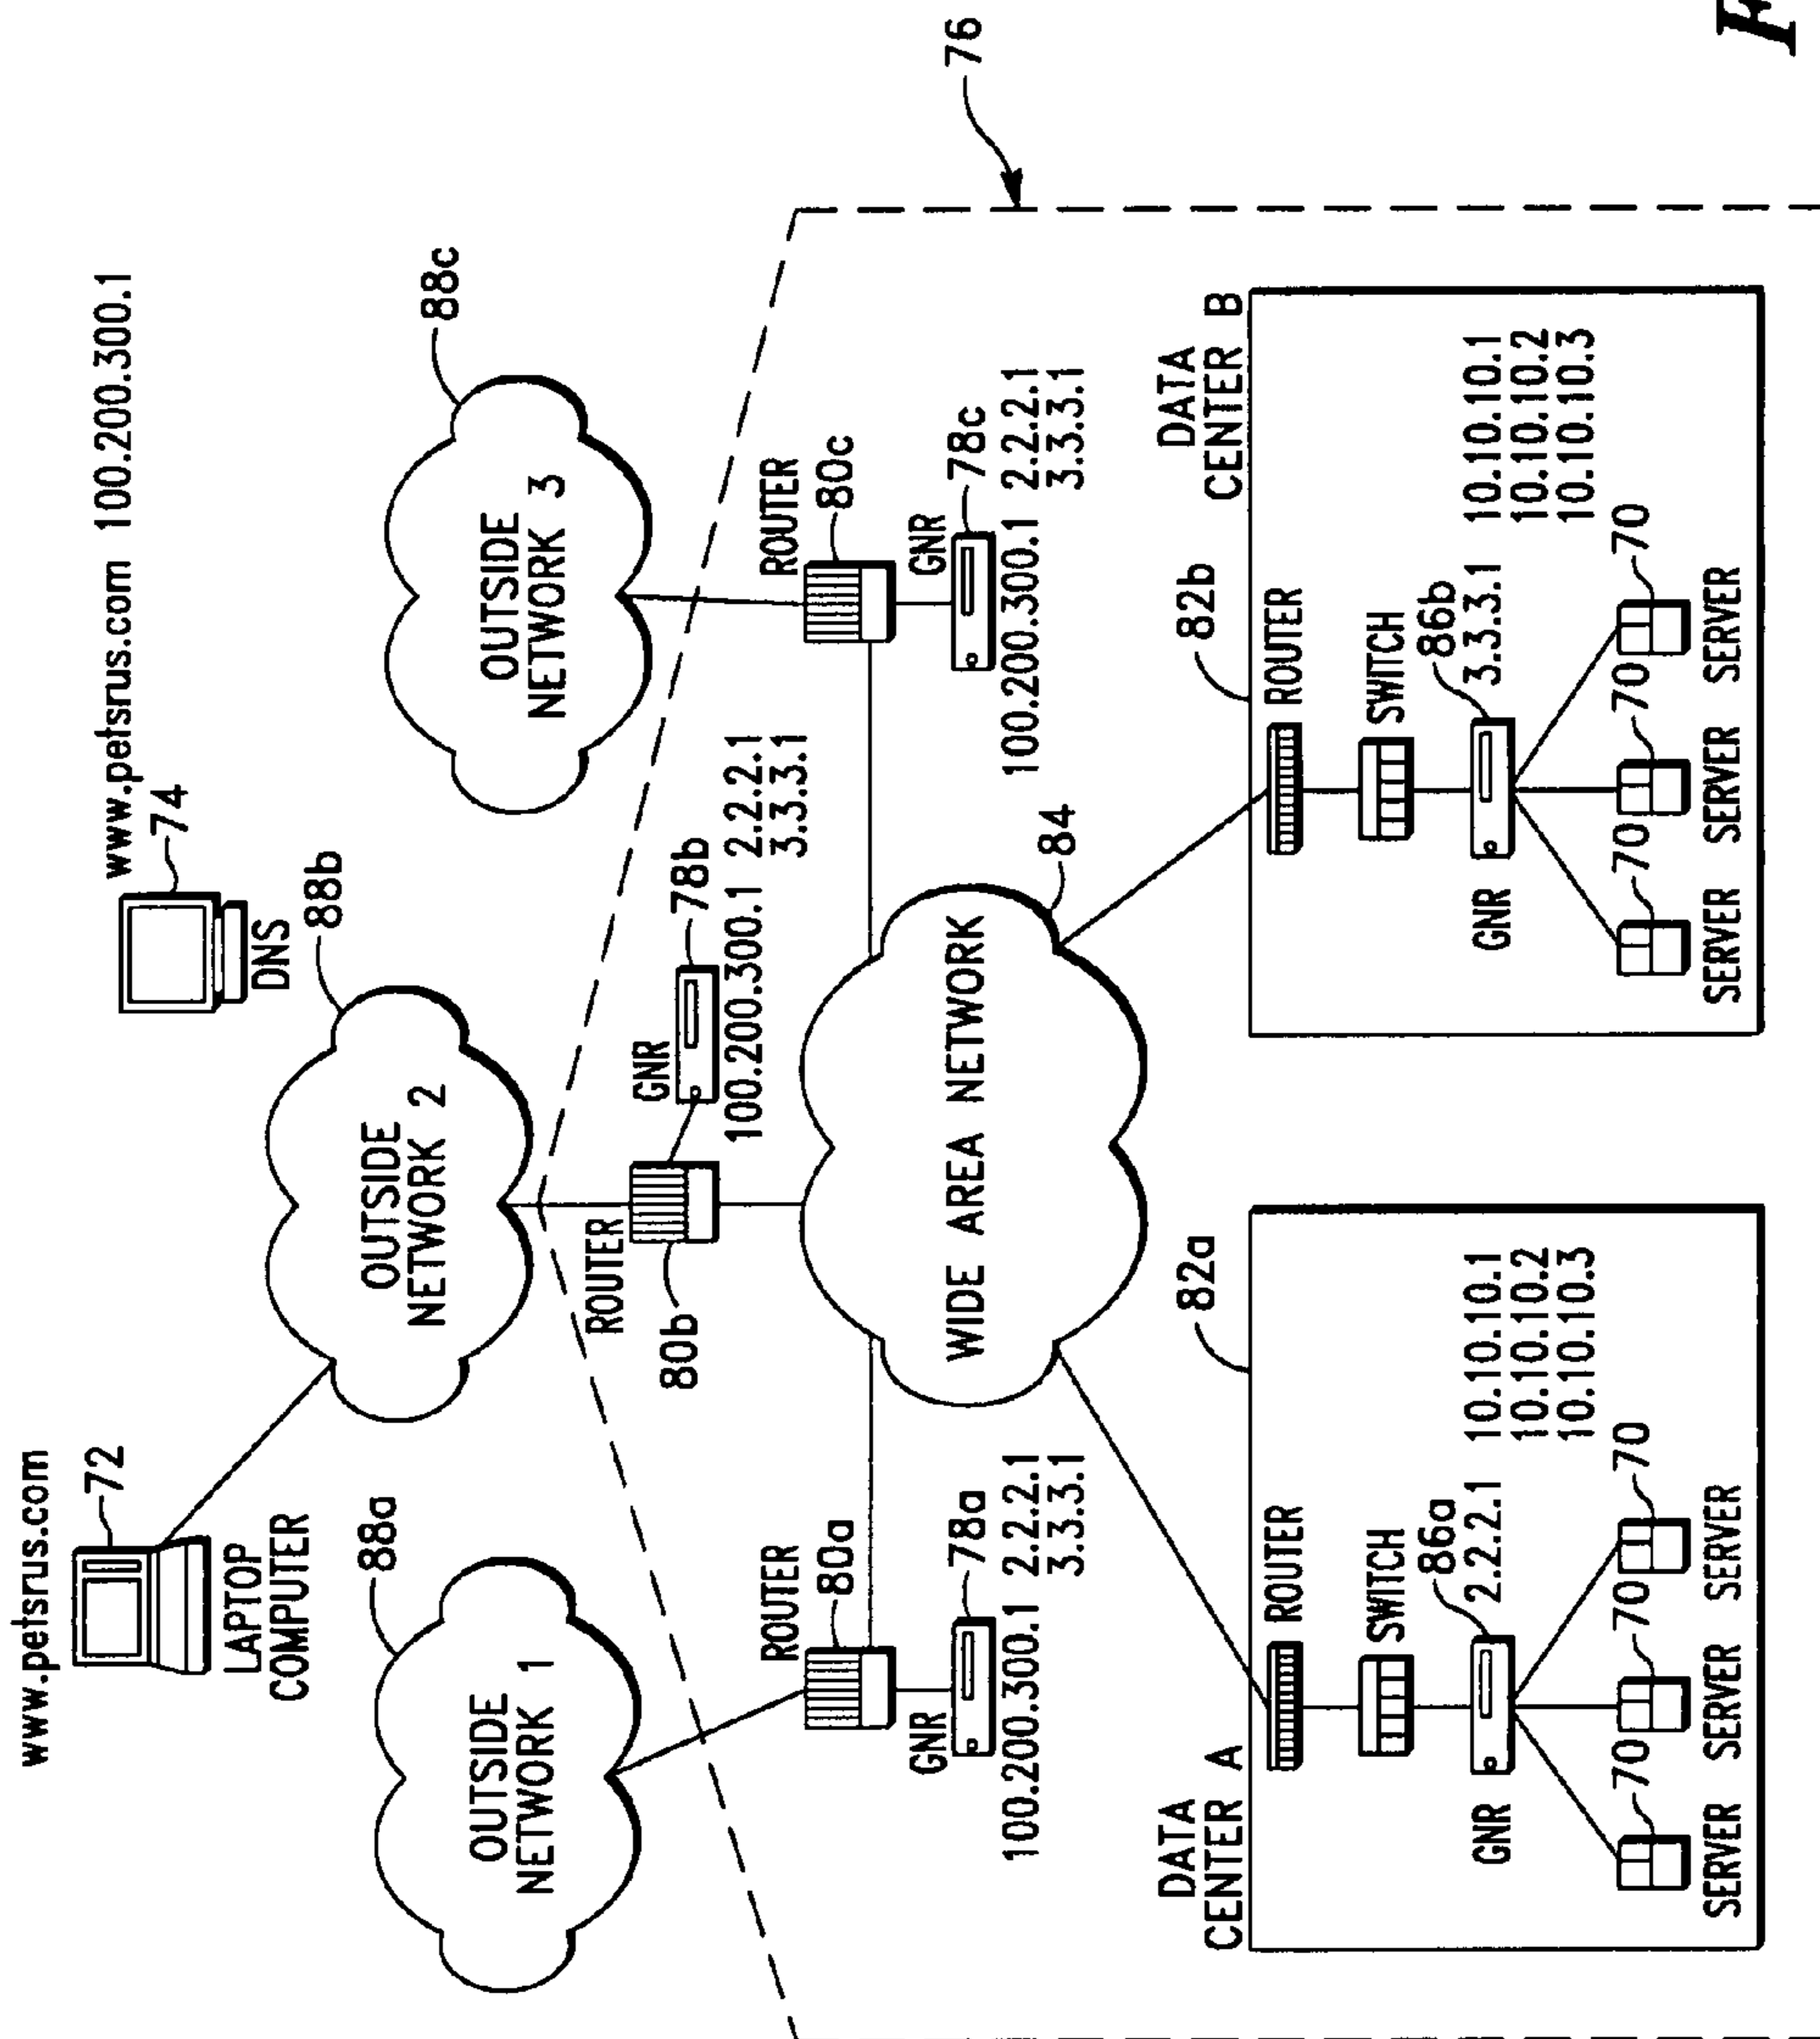 www.petsrus.com
72
LAPTOP
COMPUTER
www.petsrus.com 100.200.300.1
74
DNS
88a
OUTSIDE
NETWORK 1
88b
OUTSIDE
NETWORK 2
88c
OUTSIDE
NETWORK 3
76
ROUTER
80a
GNR
78a
100.200.300.1 2.2.2.1
3.3.3.1
ROUTER
80b
GNR
78b
100.200.300.1 2.2.2.1
3.3.3.1
ROUTER
80c
GNR
78c
100.200.300.1 2.2.2.1
3.3.3.1
WIDE AREA NETWORK
84
DATA
CENTER A
82a
ROUTER
SWITCH
86a
GNR
2.2.2.1
10.10.10.1
10.10.10.2
10.10.10.3
70
70
70
SERVER
SERVER
SERVER
DATA
CENTER B
82b
ROUTER
SWITCH
86b
GNR
3.3.3.1
10.10.10.1
10.10.10.2
10.10.10.3
70
70
70
SERVER
SERVER
SERVER